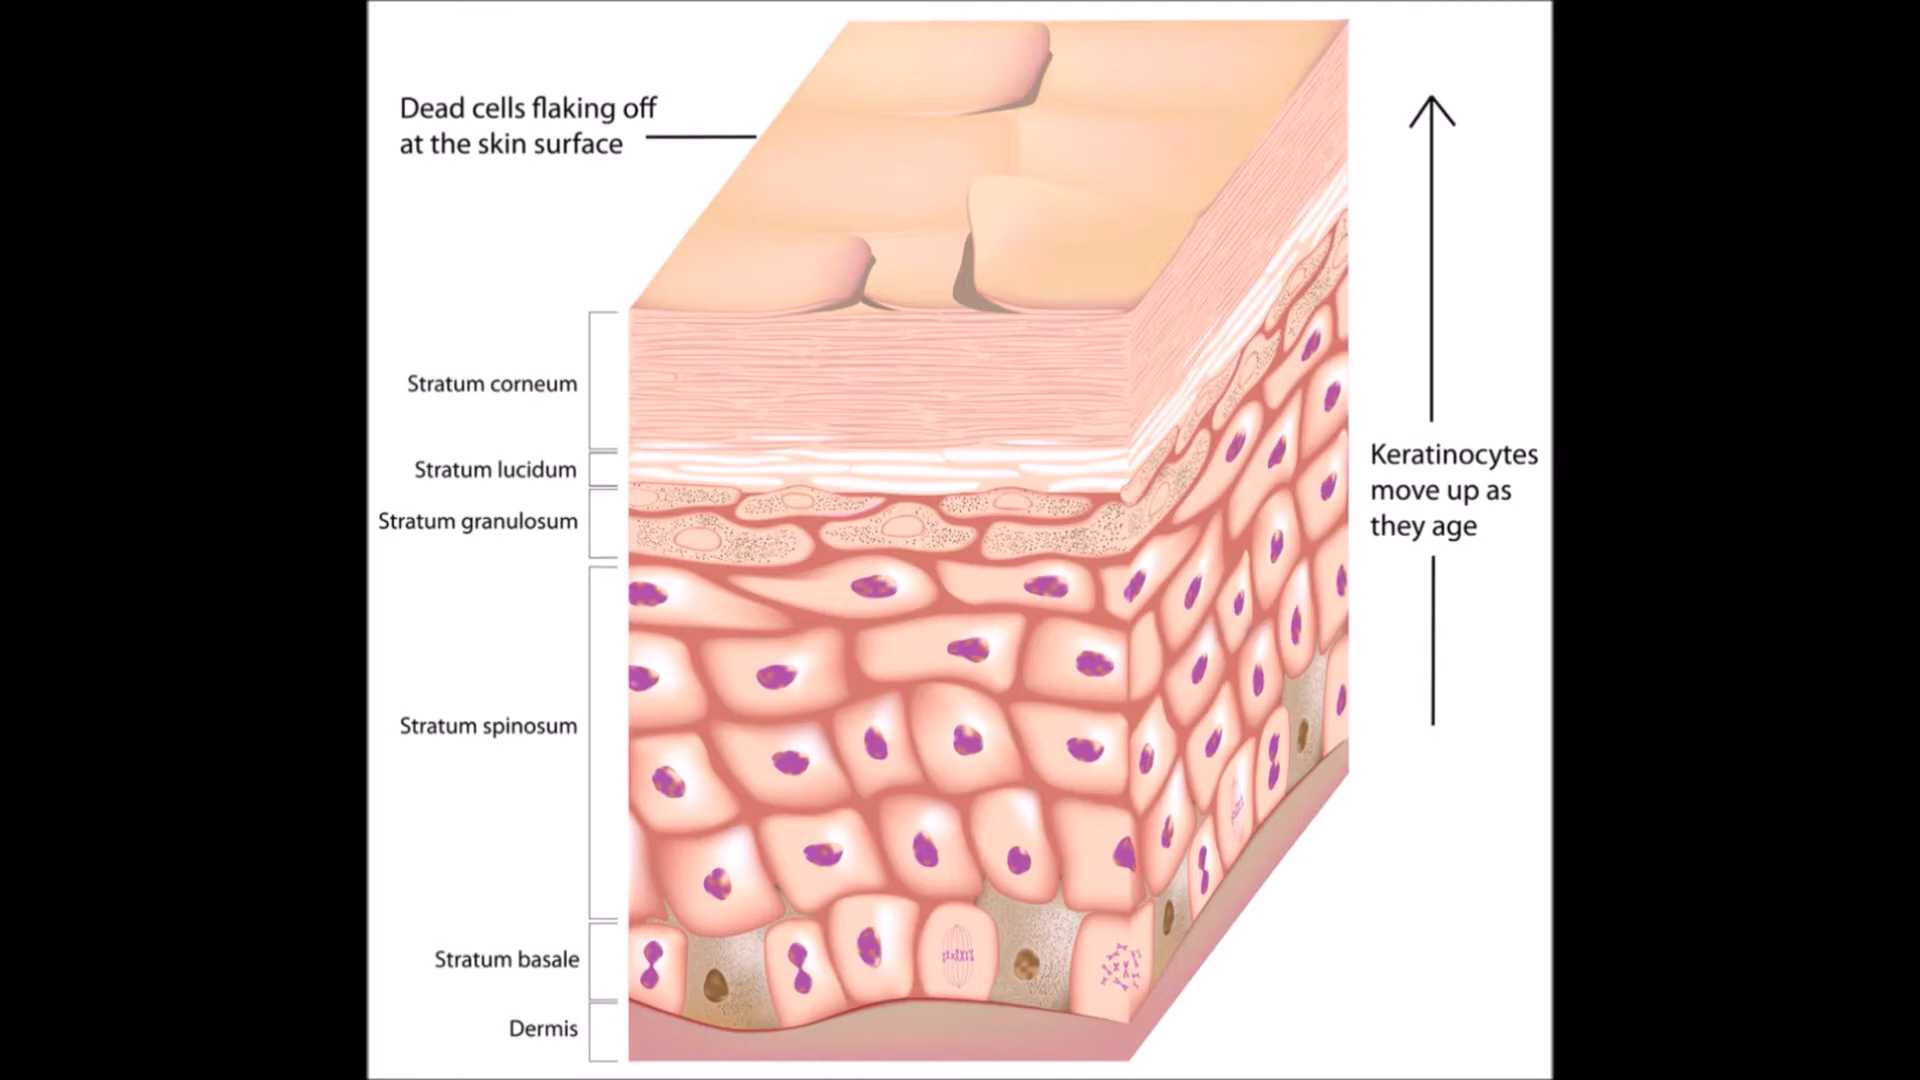 Dead cells flaking off
at the skin surface
Stratum corneum
Stratum lucidum
Stratum granulosum
Stratum spinosum
Stratum basale
Dermis
Keratinocytes
move up as
they age